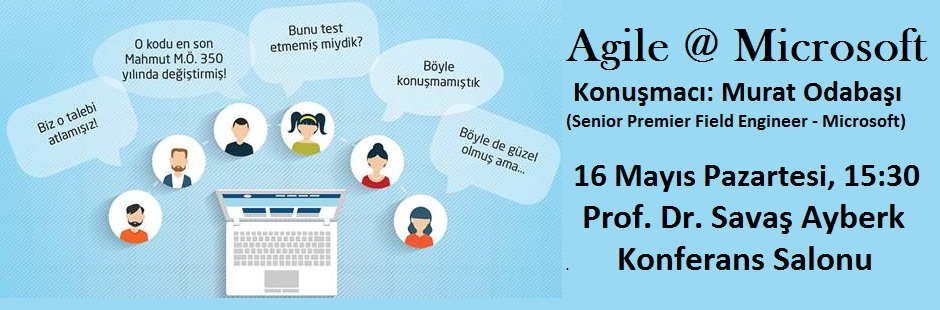 Biz o talebi
atlamışız!
O kodu en son
Mahmut M.Ö. 350
yılında değiştirmiş!
Bunu test
etmemiş miydik?
Böyle
konuşmamıştık
Böyle de güzel
olmuş ama...
Agile @ Microsoft
Konuşmacı: Murat Odabaşı
(Senior Premier Field Engineer - Microsoft)
16 Mayıs Pazartesi, 15:30
Prof. Dr. Savaş Ayberk
. Konferans Salonu